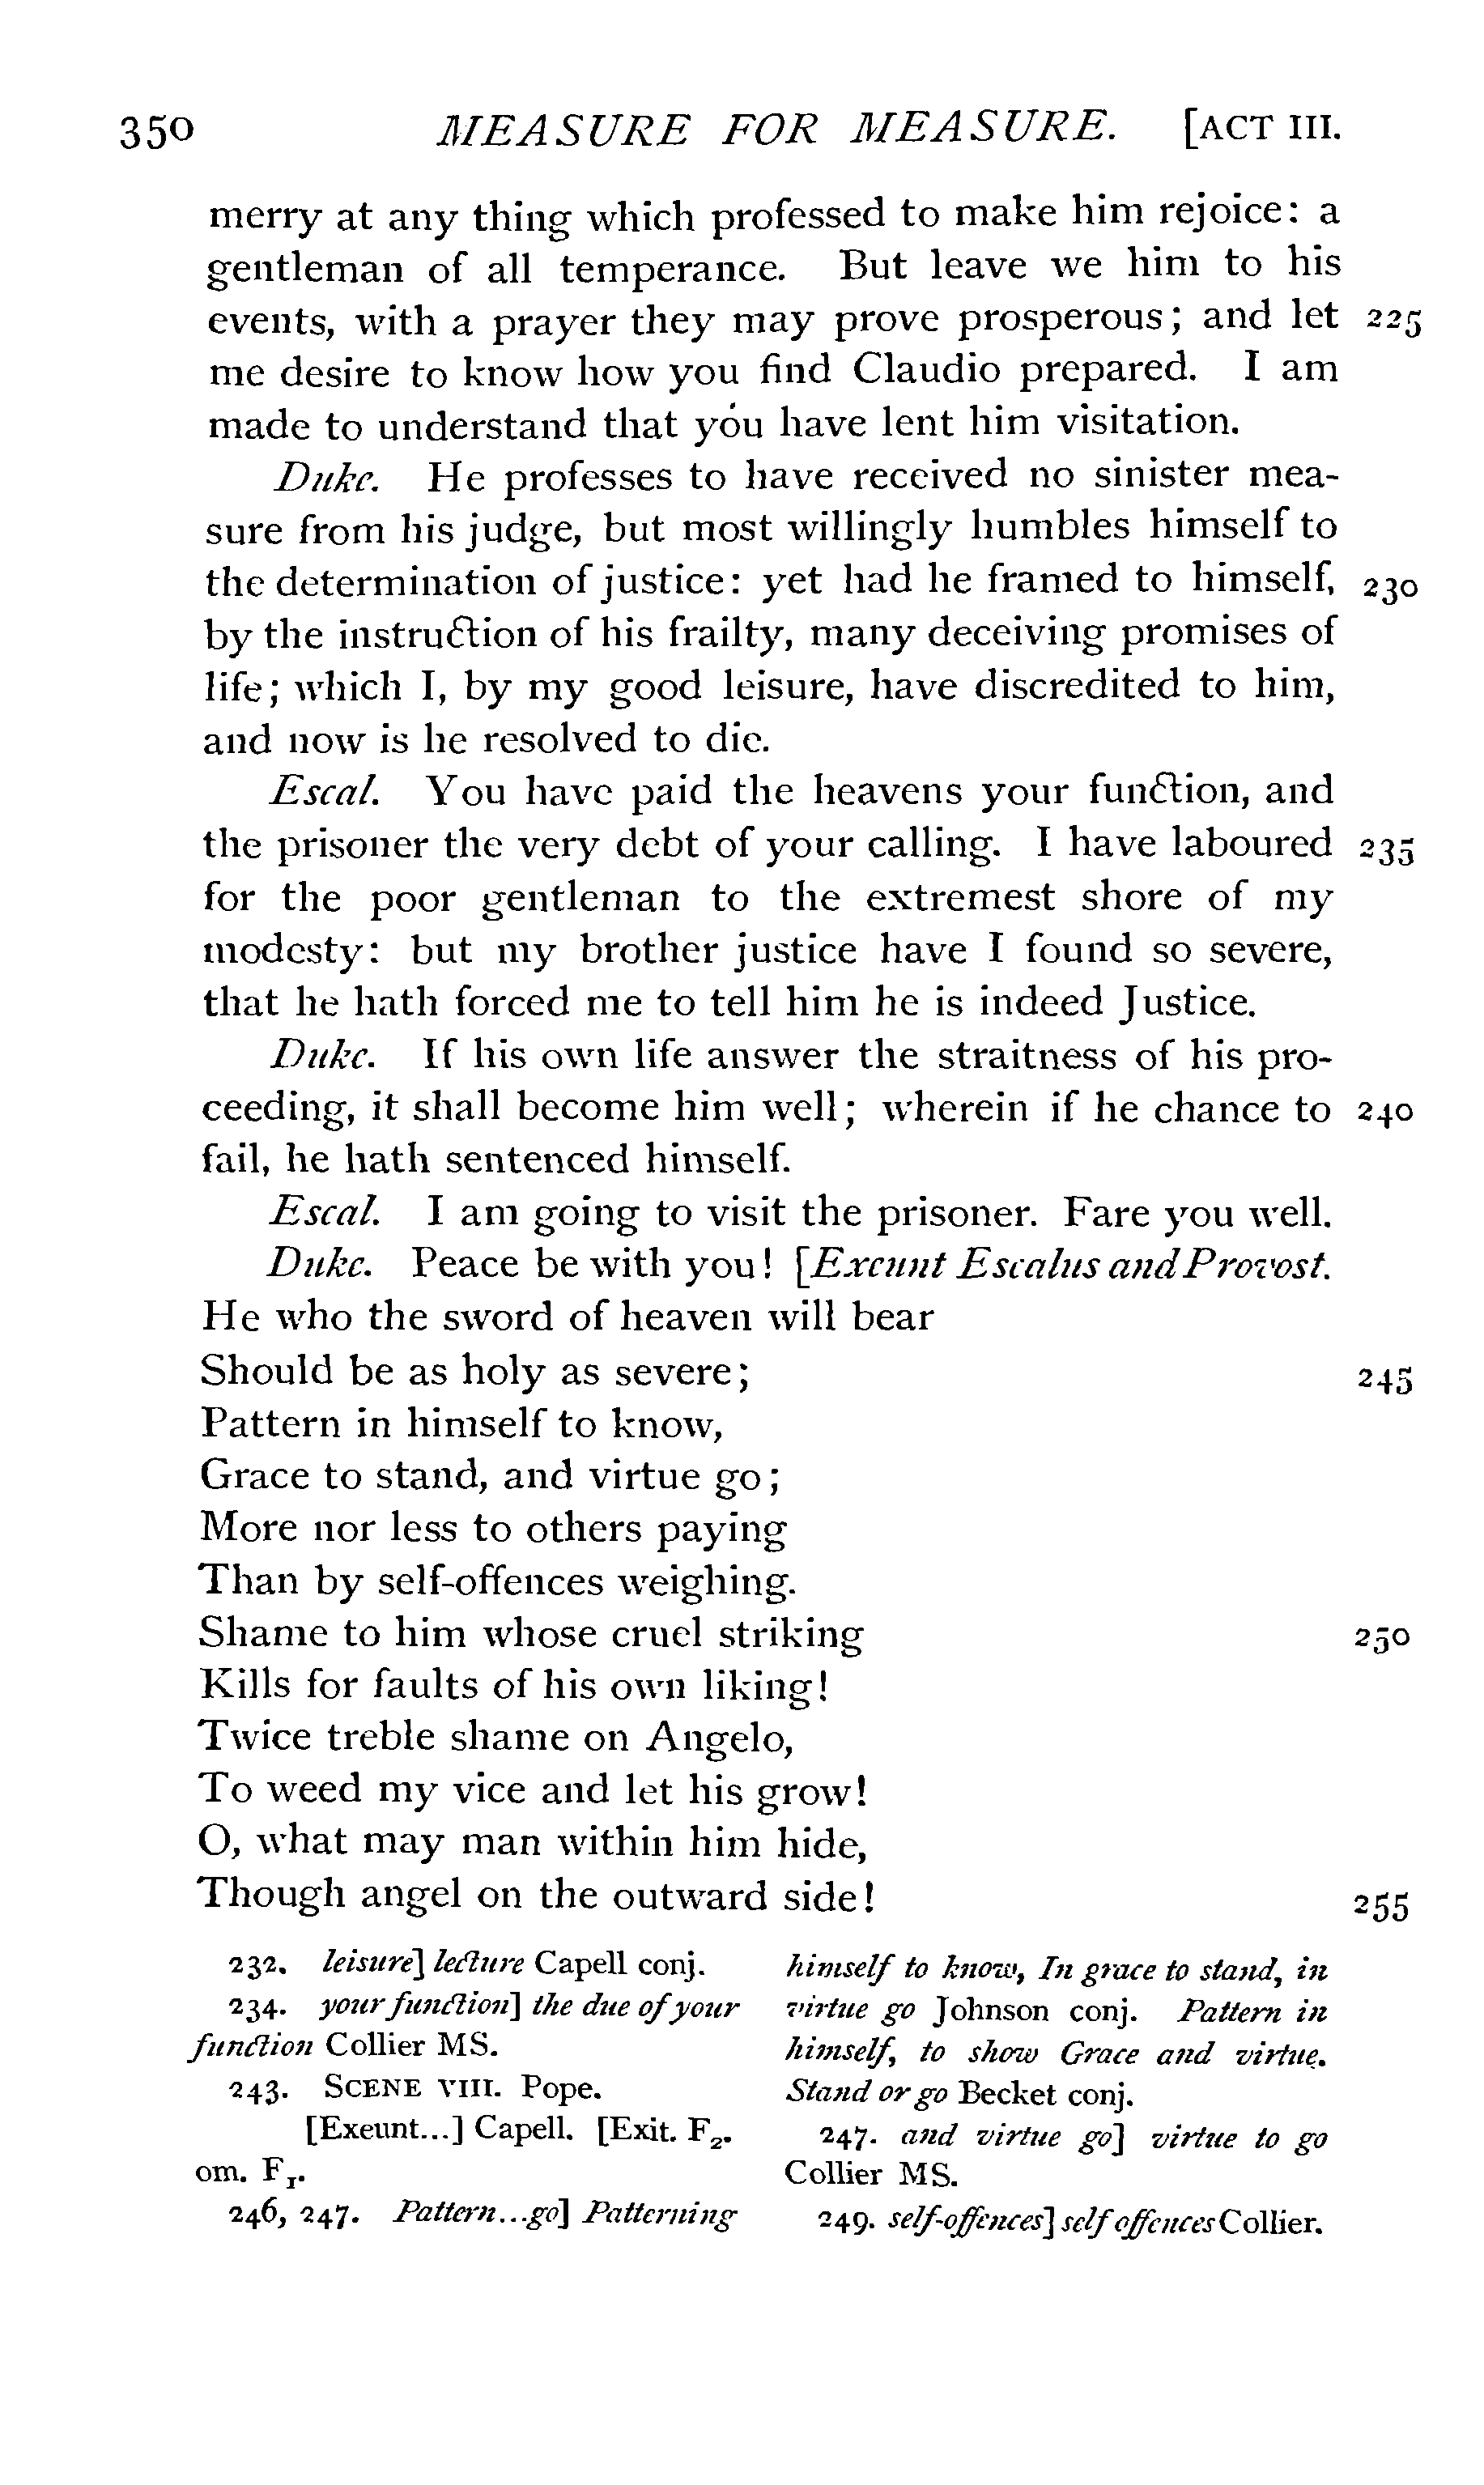 350 MEASURE FOR MEASURE. [ACT III.
merry at any thing which professed to make him rejoice: a
gentleman of all temperance. But leave we him to his
events, with a prayer they may prove prosperous; and let 225
me desire to know how you find Claudio prepared. I am
made to understand that you have lent him visitation.
Duke. He professes to have received no sinister mea-
sure from his judge, but most willingly humbles himself to
the determination of justice: yet had he framed to himself, 230
by the instruction of his frailty, many deceiving promises of
life; which I, by my good leisure, have discredited to him,
and now is he resolved to die.
Escal. You have paid the heavens your function, and
the prisoner the very debt of your calling. I have laboured 235
for the poor gentleman to the extremest shore of my
modesty: but my brother justice have I found so severe,
that he hath forced me to tell him he is indeed Justice.
Duke. If his own life answer the straitness of his pro-
ceeding, it shall become him well; wherein if he chance to 240
fail, he hath sentenced himself.
Escal. I am going to visit the prisoner. Fare you well.
Duke. Peace be with you! [Exeunt Escalus and Provost.
He who the sword of heaven will bear
Should be as holy as severe; 245
Pattern in himself to know,
Grace to stand, and virtue go;
More nor less to others paying
Than by self-offences weighing.
Shame to him whose cruel striking 250
Kills for faults of his own liking!
Twice treble shame on Angelo,
To weed my vice and let his grow!
O, what may man within him hide,
Though angel on the outward side! 255
232. leisure] lecture Capell conj.
234. your function] the due of your
function Collier MS.
243. SCENE VIII. Pope.
[Exeunt...] Capell. [Exit. F2.
om. F1.
246, 247. Pattern...go] Patterning
himself to know, In grace to stand, in
virtue go Johnson conj. Pattern in
himself, to show Grace and virtue.
Stand or go Becket conj.
247. and virtue go] virtue to go
Collier MS.
249. self-offences] self offences Collier.